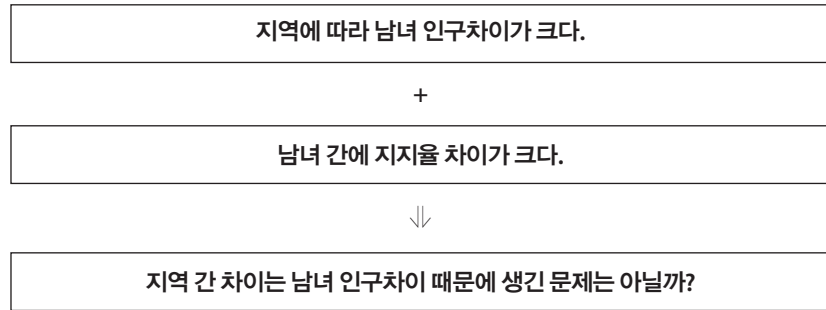 지역에 따라 남녀 인구차이가 크다.
+
남녀 간에 지지율 차이가 크다.
⇓
지역 간 차이는 남녀 인구차이 때문에 생긴 문제는 아닐까?